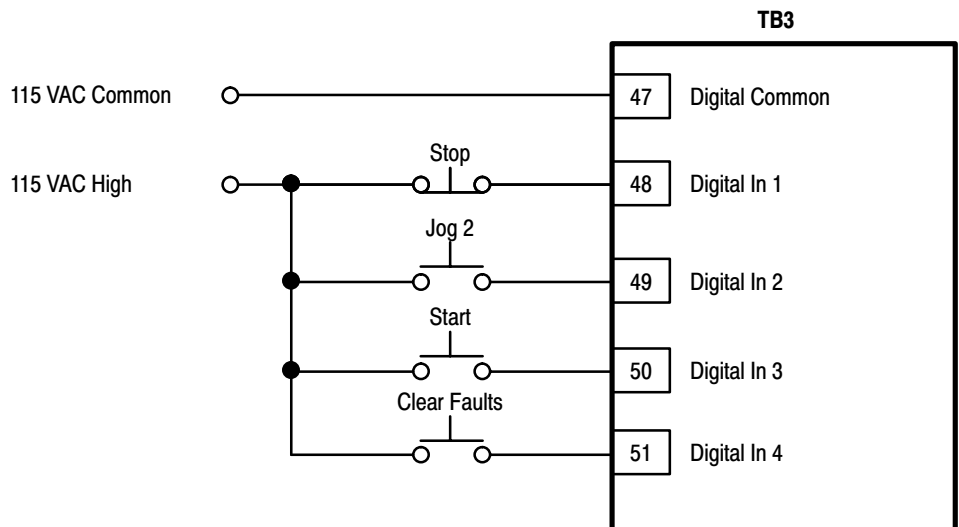 TB3
115 VAC Common
47 Digital Common
Stop
115 VAC High
48 Digital In 1
Jog 2
49 Digital In 2
Start
50 Digital In 3
Clear Faults
51 Digital In 4